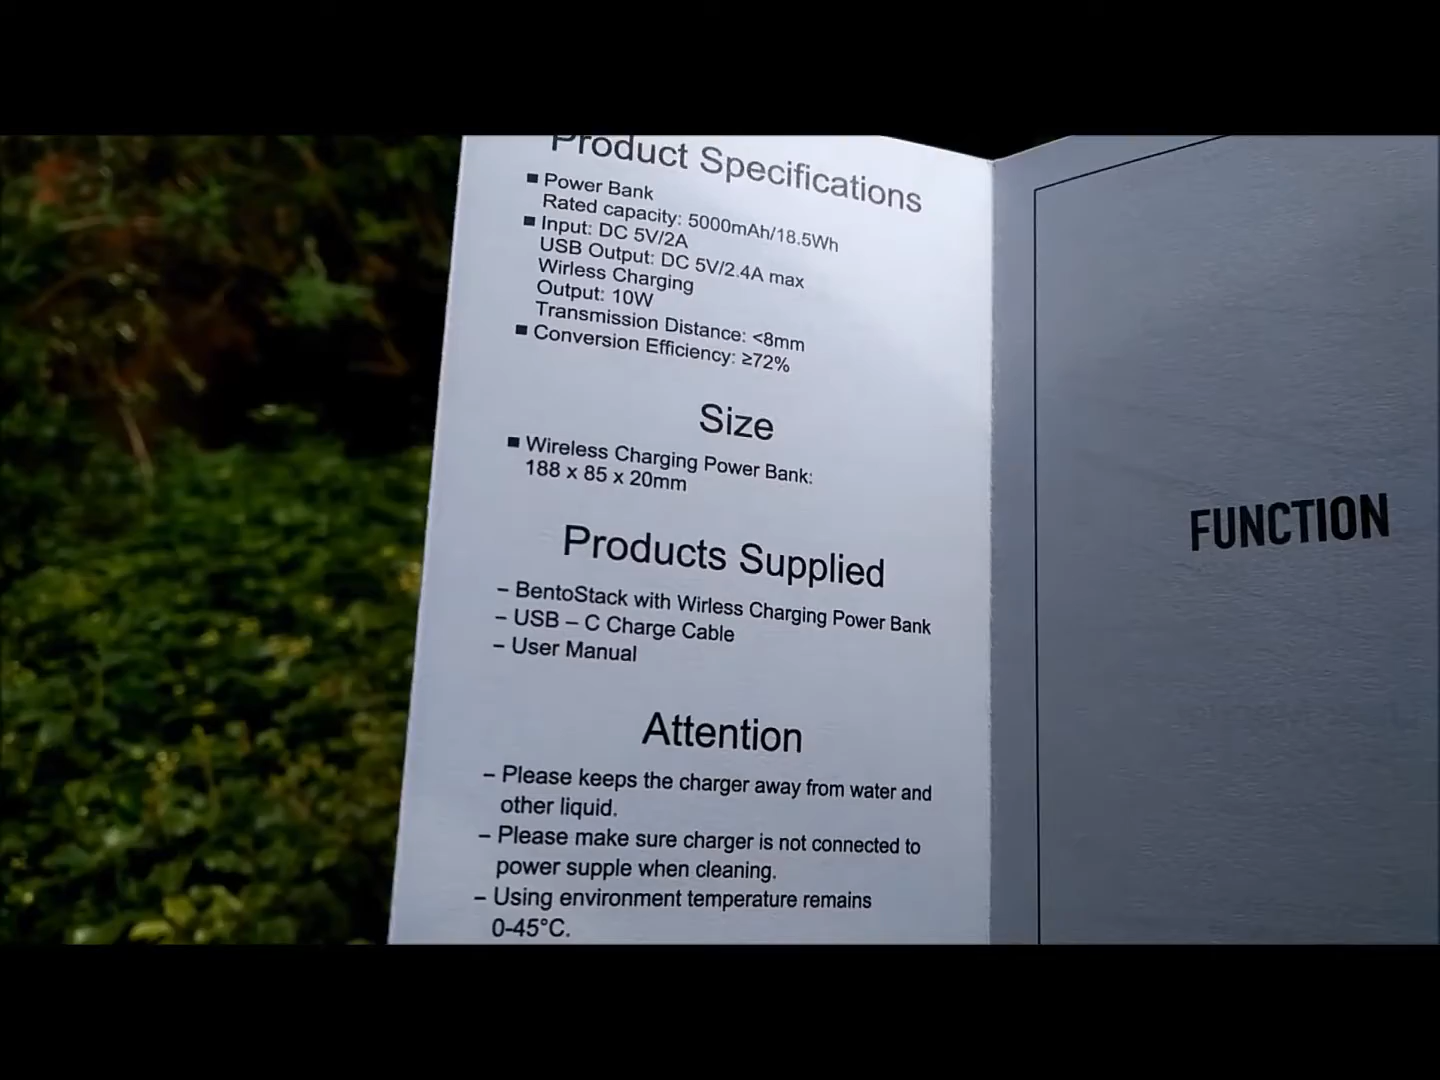 Product Specifications
■ Power Bank
Rated capacity: 5000mAh/18.5Wh
■ Input: DC 5V/2A
USB Output: DC 5V/2.4A max
Wirless Charging
Output: 10W
Transmission Distance: <8mm
■ Conversion Efficiency: ≥72%
Size
■ Wireless Charging Power Bank:
188 x 85 x 20mm
Products Supplied
– BentoStack with Wirless Charging Power Bank
– USB – C Charge Cable
– User Manual
Attention
– Please keeps the charger away from water and
other liquid.
– Please make sure charger is not connected to
power supple when cleaning.
– Using environment temperature remains
0-45°C.
FUNCTION